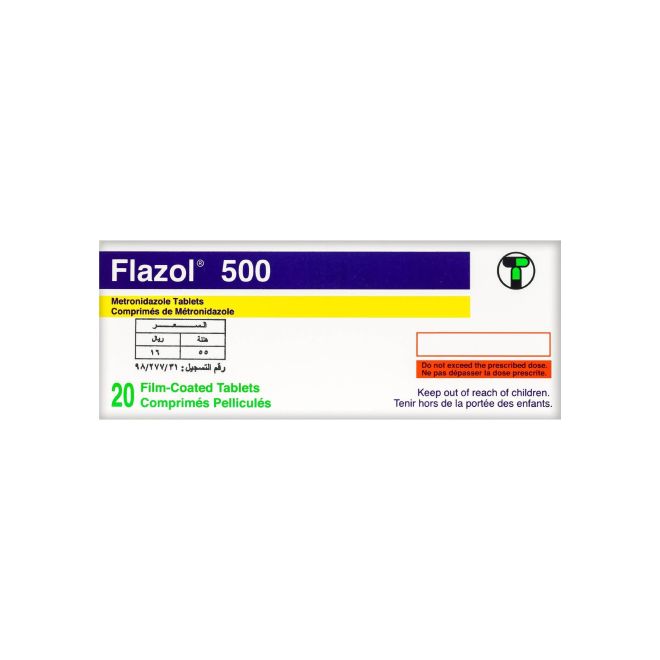 Flazol® 500
Metronidazole Tablets
Comprimés de Métronidazole
السعر
هللة ريال
٥٥ ١٦
رقم التسجيل: ٩٨/٢٧٧/٣١
20 Film-Coated Tablets
Comprimés Pelliculés
Do not exceed the prescribed dose.
Ne pas dépasser la dose prescrite.
Keep out of reach of children.
Tenir hors de la portée des enfants.